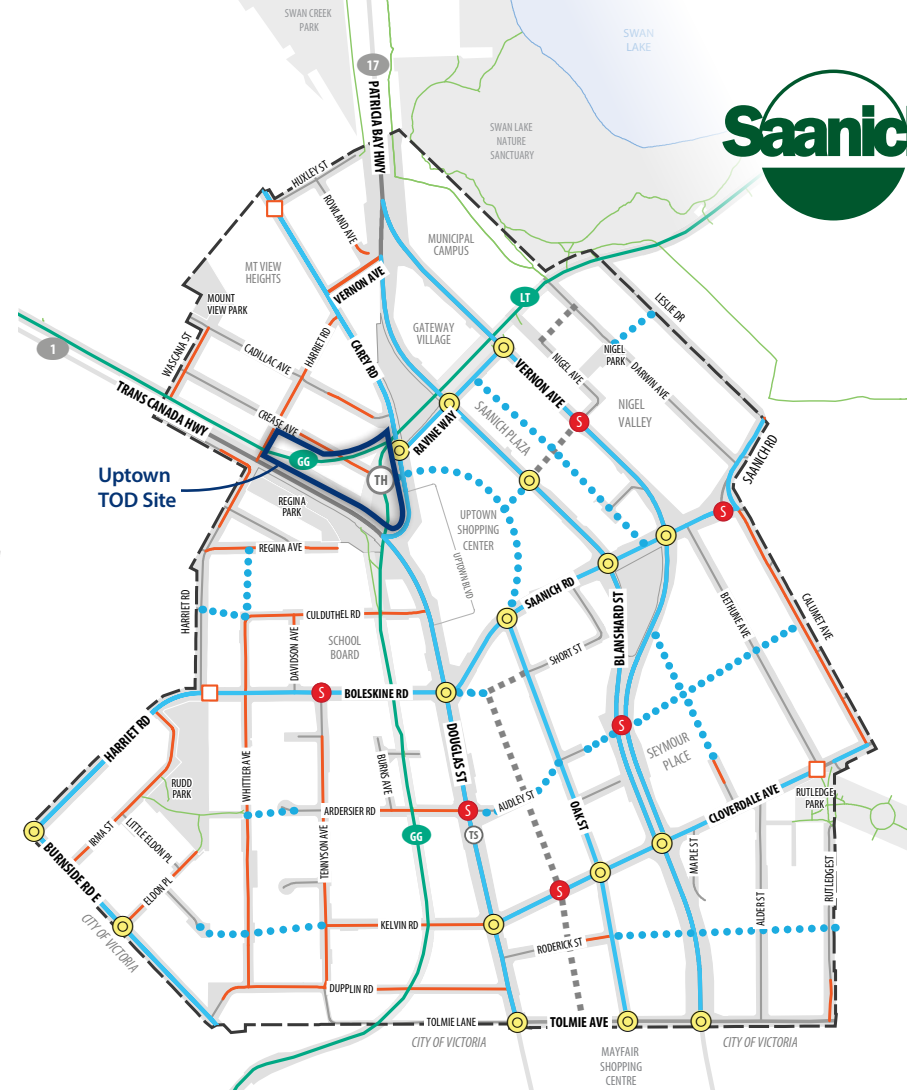 SWAN CREEK
PARK
SWAN
LAKE
17
PATRICIA BAY HWY
SWAN LAKE
NATURE
SANCTUARY
Saanic
HUXLEY ST
ROWLAND AVE
MUNICIPAL
CAMPUS
MT VIEW
HEIGHTS
VERNON AVE
MOUNT
VIEW PARK
LT
LESLIE DR
1
WASCANA ST
CADILLAC AVE
HARRIET RD
CAREY RD
GATEWAY
VILLAGE
NIGEL
PARK
NIGEL AVE
DARWIN AVE
VERNON AVE
TRANS CANADA HWY
CREASE AVE
RAVINE WAY
SAANICH PLAZA
NIGEL
VALLEY
S
SAANICH RD
GG
TH
Uptown
TOD Site
REGINA
PARK
UPTOWN
SHOPPING
CENTER
UPTOWN BLVD
S
REGINA AVE
HARRIET RD
CULDUTHEL RD
DAVIDSON AVE
SCHOOL
BOARD
SAANICH RD
SHORT ST
BLANSHARD ST
BETHUNE AVE
CALUMET AVE
S
BOLESKINE RD
HARRIET RD
DOUGLAS ST
S
SEYMOUR
PLACE
WHITTIER AVE
BURNS AVE
RUDD
PARK
ARDERSIER RD
S
AUDLEY ST
OAK ST
CLOVERDALE AVE
RUTLEDGE
PARK
IRMA ST
LITTLE ELDON PL
ELDON PL
TENNYSON AVE
GG
TS
MAPLE ST
BURNSIDE RD E
CITY OF VICTORIA
S
ALDER ST
RUTLEDGEST
KELVIN RD
RODERICK ST
DUPPLIN RD
TOLMIE LANE
TOLMIE AVE
CITY OF VICTORIA
CITY OF VICTORIA
MAYFAIR
SHOPPING
CENTRE